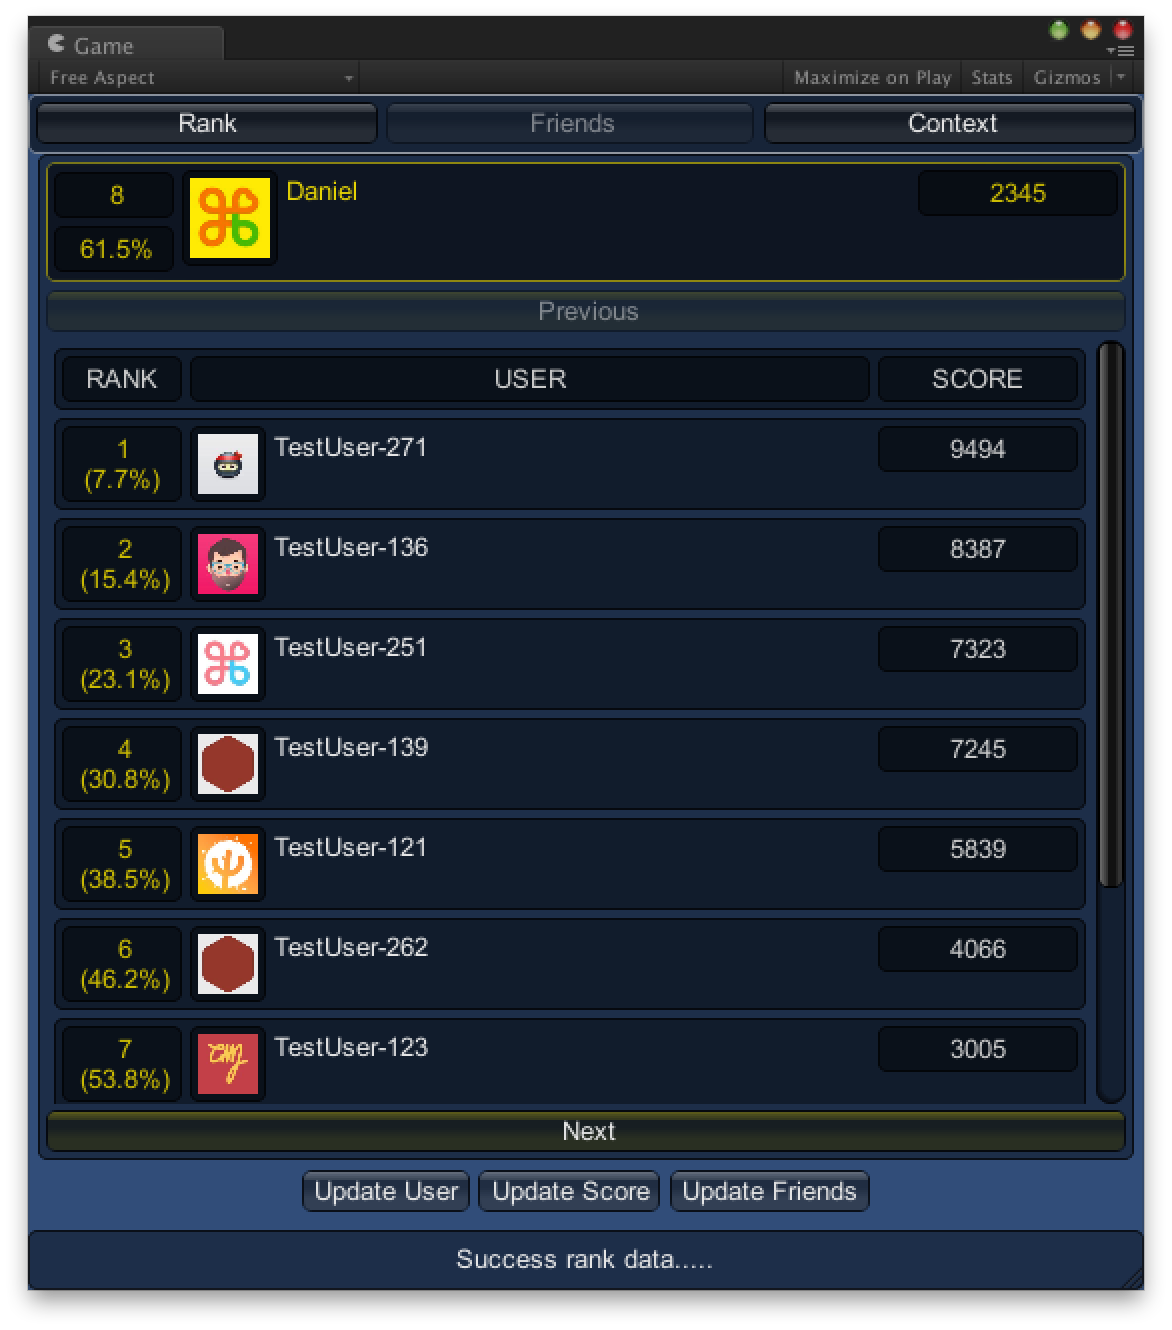 Game
Free Aspect Maximize on Play Stats Gizmos
Rank Friends Context
8 Daniel 2345
61.5%
Previous
RANK USER SCORE
1 TestUser-271 9494
(7.7%)
2 TestUser-136 8387
(15.4%)
3 TestUser-251 7323
(23.1%)
4 TestUser-139 7245
(30.8%)
5 TestUser-121 5839
(38.5%)
6 TestUser-262 4066
(46.2%)
7 TestUser-123 3005
(53.8%)
Next
Update User Update Score Update Friends
Success rank data.....